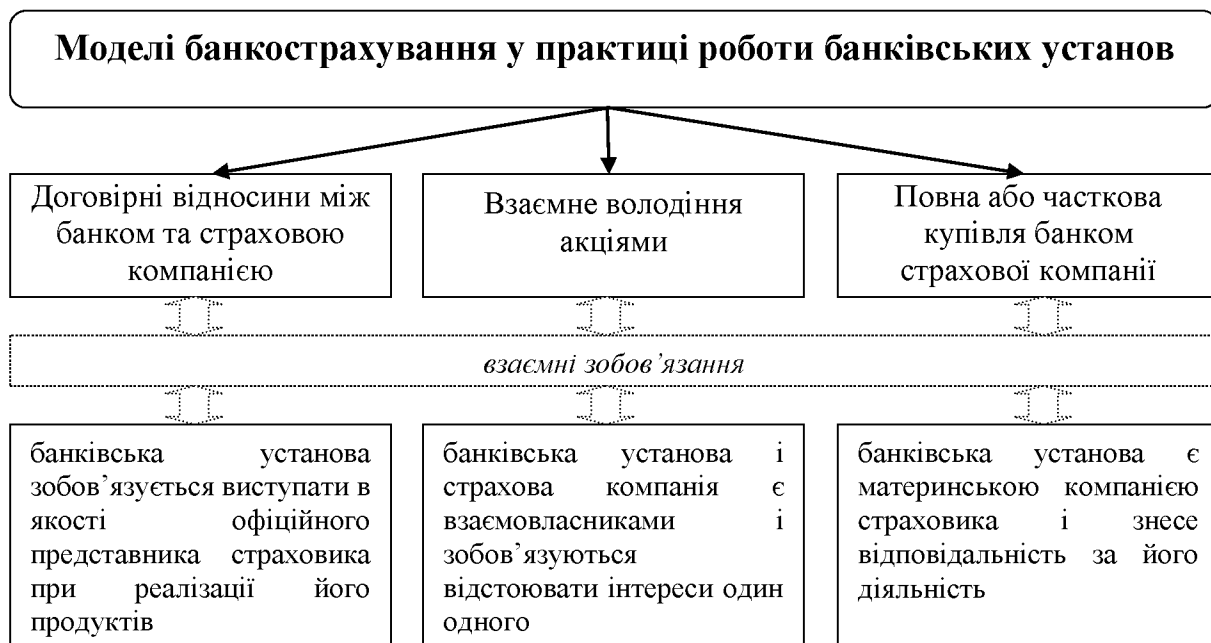 Моделі банкострахування у практиці роботи банківських установ
Договірні відносини між
банком та страховою
компанією
Взаємне володіння
акціями
Повна або часткова
купівля банком
страхової компанії
взаємні зобов’язання
банківська установа
зобов’язується виступати в
якості офіційного
представника страховика
при реалізації його
продуктів
банківська установа і
страхова компанія є
взаємовласниками і
зобов’язуються
відстоювати інтереси один
одного
банківська установа є
материнською компанією
страховика і знесе
відповідальність за його
діяльність